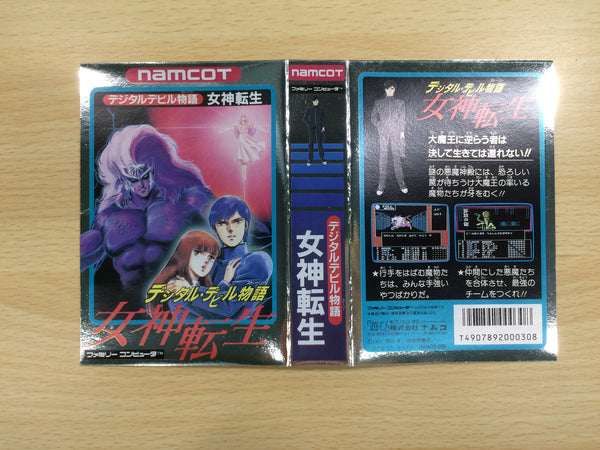 namcot
デジタルデビル物語 女神転生
デジタル・デビル物語
女神転生
ファミリー コンピュータ™
namcot
ファミリー コンピュータ™
デジタルデビル物語
女神転生
デジタル・デビル物語
女神転生
大魔王に逆らう者は
決して生きては還れない!!
謎の悪魔神殿には、恐ろしい
罠が待ちうけ大魔王の率いる
魔物たちが牙をむく!!
★行手をはばむ魔物た
ちは、みんな手強い
やつばかりだ。
★仲間にした悪魔たち
を合体させ、最強の
チームをつくれ!!
株式会社ナムコ
T4907892000308